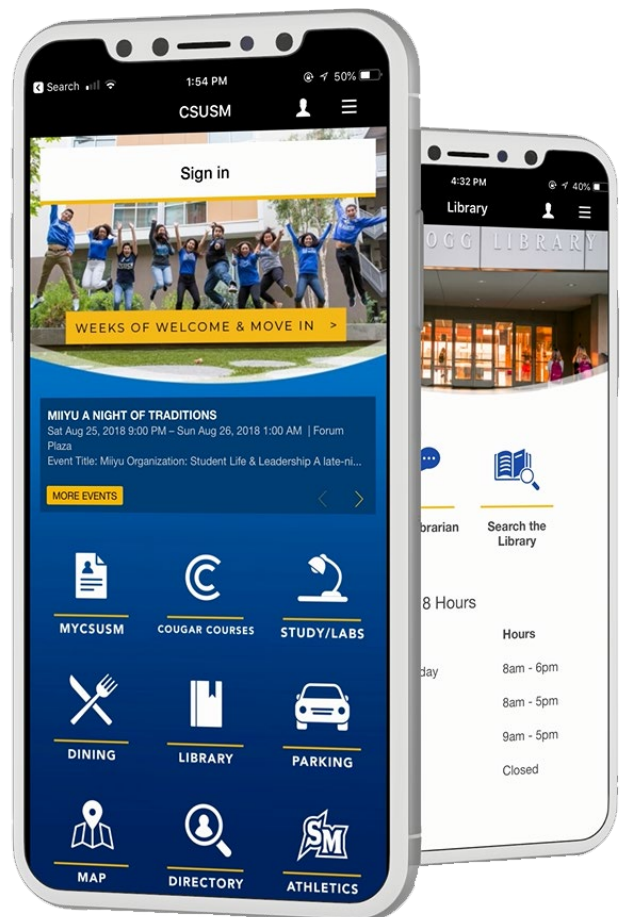 Search
1:54 PM
50%
CSUSM
Sign in
WEEKS OF WELCOME & MOVE IN >
MIIYU A NIGHT OF TRADITIONS
Sat Aug 25, 2018 9:00 PM – Sun Aug 26, 2018 1:00 AM | Forum
Plaza
Event Title: Miiyu Organization: Student Life & Leadership A late-ni...
MORE EVENTS
< >
MYCSUSM
COUGAR COURSES
STUDY/LABS
DINING
LIBRARY
PARKING
MAP
DIRECTORY
SM
ATHLETICS
4:32 PM
40%
Library
OGG LIBRARY
brarian
Search the
Library
8 Hours
Hours
day
8am - 6pm
8am - 5pm
9am - 5pm
Closed